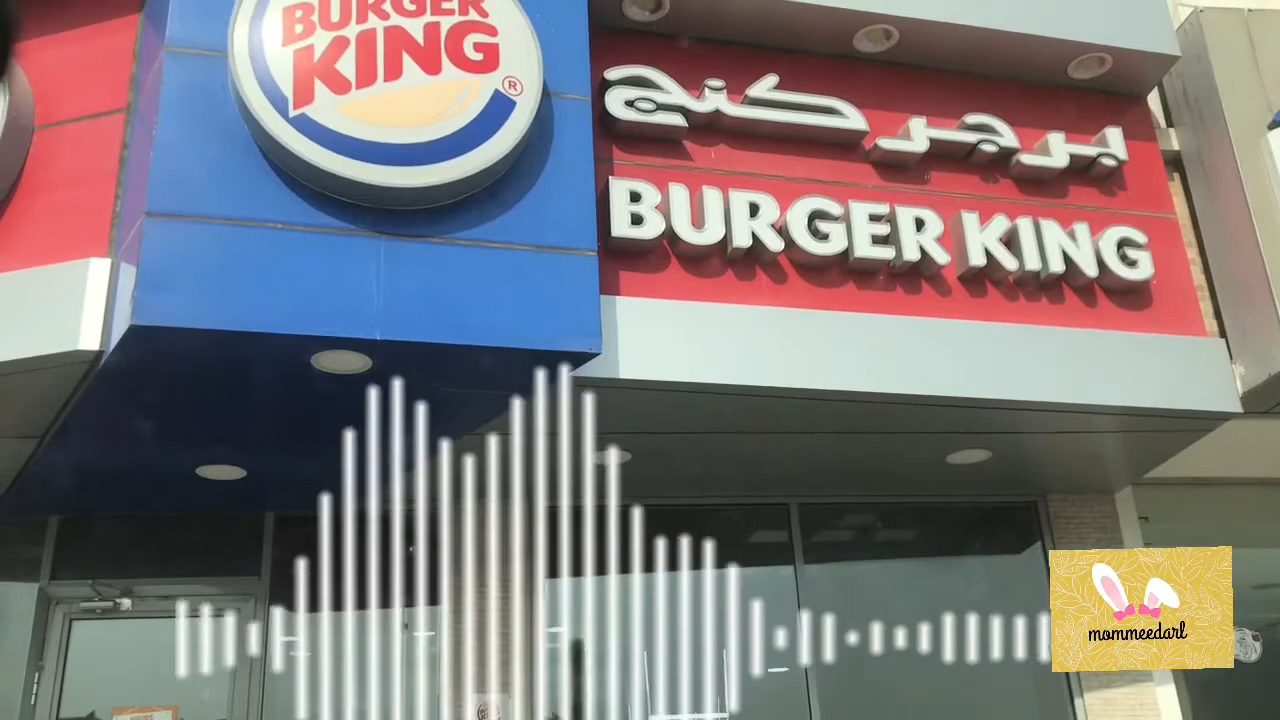 BURGER
KING
®
برجر كنج
BURGER KING
mommeedarl